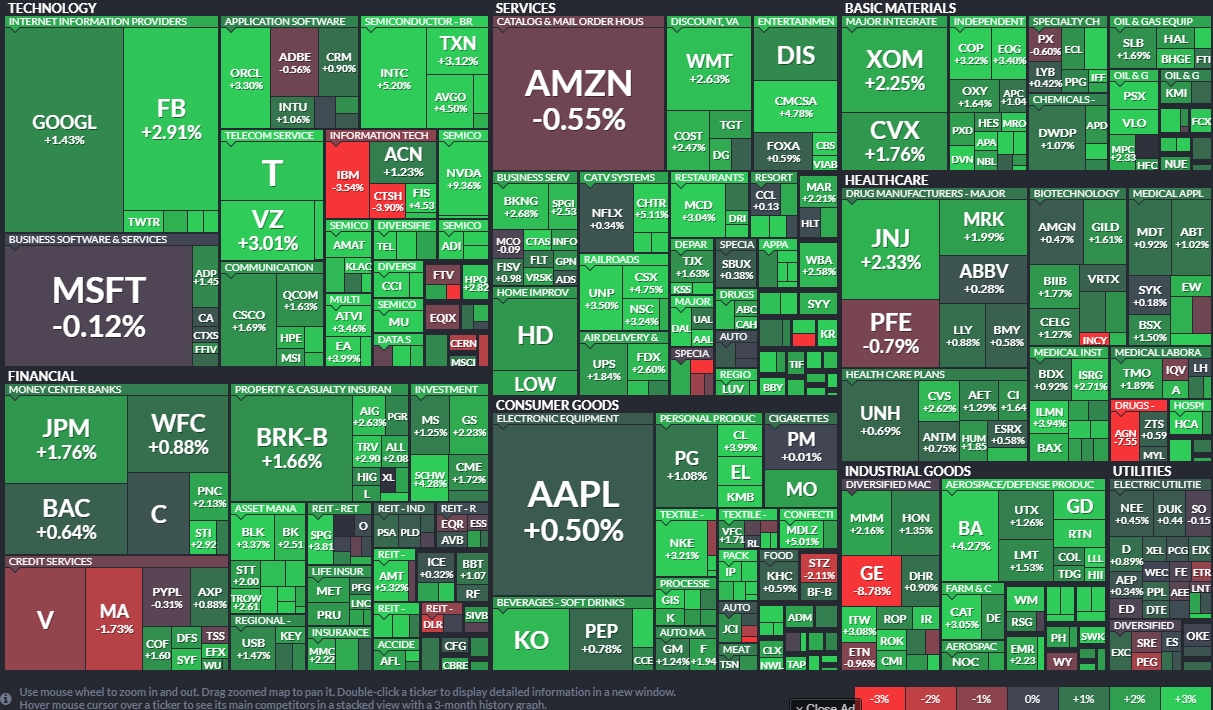 TECHNOLOGY
INTERNET INFORMATION PROVIDERS
GOOGL
+1.43%
FB
+2.91%
TWTR
APPLICATION SOFTWARE
ORCL
+3.30%
ADBE
-0.56%
CRM
+0.90%
INTU
+1.06%
SEMICONDUCTOR - BR
INTC
+5.20%
TXN
+3.12%
AVGO
+4.50%
TELECOM SERVICE
T
VZ
+3.01%
INFORMATION TECH
IBM
-3.54%
ACN
+1.23%
CTSH
-3.90%
FIS
+4.53
SEMICO
NVDA
+9.36%
BUSINESS SOFTWARE & SERVICES
MSFT
-0.12%
ADP
+1.45
CA
CTXS
FFIV
COMMUNICATION
CSCO
+1.69%
QCOM
+1.63%
HPE
MSI
SEMICO
AMAT
KLAC
DIVERSIFIE
TEL
SEMICO
ADI
DIVERSI
CCI
FTV
HPQ
+2.82
MULTI
ATVI
+3.46%
EA
+3.99%
SEMICO
MU
EQIX
DATA S
CERN
MSCI
SERVICES
CATALOG & MAIL ORDER HOUS
AMZN
-0.55%
DISCOUNT, VA
WMT
+2.63%
COST
+2.47%
TGT
DG
ENTERTAINMEN
DIS
CMCSA
+4.78%
FOXA
+0.59%
CBS
VIAB
BUSINESS SERV
BKNG
+2.68%
SPGI
+2.53
MCO
-0.09
CTAS
INFO
FISV
+0.98
FLT
GPN
VRSK
ADS
CATV SYSTEMS
NFLX
+0.34%
CHTR
+5.11%
RESTAURANTS
MCD
+3.04%
DRI
RESORT
CCL
+0.13
MAR
+2.21%
HLT
RAILROADS
UNP
+3.50%
CSX
+4.75%
NSC
+3.24%
DEPAR
TJX
+1.63%
KSS
SPECIA
SBUX
+0.38%
APPA
WBA
+2.58%
HOME IMPROV
HD
LOW
MAJOR
DAL
UAL
AAL
DRUGS
ABC
CAH
SYY
AIR DELIVERY &
UPS
+1.84%
FDX
+2.60%
SPECIA
AUTO
KR
REGIO
LUV
BBY
TIF
BASIC MATERIALS
MAJOR INTEGRATE
XOM
+2.25%
CVX
+1.76%
INDEPENDENT
COP
+3.22%
EOG
+3.40%
OXY
+1.64%
APC
+1.04
PXD
HES
MRO
APA
DVN
NBL
SPECIALTY CH
PX
-0.60%
ECL
LYB
+0.42%
PPG
IFF
CHEMICALS -
DWDP
+1.07%
APD
OIL & GAS EQUIP
SLB
+1.69%
HAL
BHGE
FTI
OIL & G
PSX
VLO
MPC
+2.33
HFC
OIL & G
KMI
FCX
NUE
HEALTHCARE
DRUG MANUFACTURERS - MAJOR
JNJ
+2.33%
PFE
-0.79%
MRK
+1.99%
ABBV
+0.28%
LLY
+0.88%
BMY
+0.58%
BIOTECHNOLOGY
AMGN
+0.47%
GILD
+1.61%
BIIB
+1.77%
VRTX
CELG
+1.27%
INCY
MEDICAL APPL
MDT
+0.92%
ABT
+1.02%
SYK
+0.18%
EW
BSX
+2.50%
HEALTH CARE PLANS
UNH
+0.69%
CVS
+2.62%
AET
+1.29%
CI
+1.64
ANTM
+0.75%
HUM
+1.85
ESRX
+0.58%
MEDICAL INST
BDX
+0.92%
ISRG
+2.71%
ILMN
+3.94%
BAX
MEDICAL LABORA
TMO
+1.89%
IQV
LH
A
DRUGS -
AGN
-7.55
ZTS
+0.59
MYL
HOSPI
HCA
FINANCIAL
MONEY CENTER BANKS
JPM
+1.76%
WFC
+0.88%
BAC
+0.64%
C
PNC
+2.13%
STI
+2.92
CREDIT SERVICES
V
MA
-1.73%
PYPL
-0.31%
AXP
+0.88%
COF
+1.60
DFS
TSS
SYF
EFX
WU
PROPERTY & CASUALTY INSURAN
BRK-B
+1.66%
AIG
+2.63%
PGR
TRV
+2.90
ALL
+2.08
HIG
XL
L
INVESTMENT
MS
+1.25%
GS
+2.23%
SCHW
+4.28%
CME
+1.72%
ASSET MANA
BLK
+3.37%
BK
+2.51
STT
+2.00
TROW
+2.61
REIT - RET
SPG
+3.81
O
REIT - IND
PSA
PLD
REIT - R
EQR
ESS
AVB
REIT -
AMT
+5.32%
ICE
+0.32%
BBT
+1.07
RF
LIFE INSUR
MET
PFG
PRU
LNC
REGIONAL -
USB
+1.47%
KEY
INSURANCE
MMC
+2.22
REIT -
REIT -
DLR
SIVB
ACCIDE
AFL
CFG
CBRE
CONSUMER GOODS
ELECTRONIC EQUIPMENT
AAPL
+0.50%
BEVERAGES - SOFT DRINKS
KO
PEP
+0.78%
CCE
PERSONAL PRODUC
PG
+1.08%
CL
+3.99%
EL
KMB
CIGARETTES
PM
+0.01%
MO
TEXTILE -
NKE
+3.21%
TEXTILE -
VFC
+1.71
RL
CONFECTI
MDLZ
+5.01%
PACK
IP
FOOD
KHC
+0.59%
STZ
-2.11%
BF-B
PROCESSE
GIS
K
AUTO
JCI
ADM
AUTO MA
GM
+1.24%
F
+1.94
MEAT
TSN
CLX
NWL
TAP
INDUSTRIAL GOODS
DIVERSIFIED MAC
MMM
+2.16%
HON
+1.35%
GE
-8.78%
DHR
+0.90%
ITW
+3.08%
ROP
IR
ETN
-0.96%
ROK
CMI
AEROSPACE/DEFENSE PRODUC
BA
+4.27%
UTX
+1.26%
GD
LMT
+1.53%
RTN
COL
LLL
TDG
HII
FARM & C
CAT
+3.05%
DE
WM
RSG
AEROSPAC
NOC
EMR
+2.23
PH
SWK
WY
UTILITIES
ELECTRIC UTILITIE
NEE
+0.45%
DUK
+0.44
SO
-0.15
D
+0.89%
XEL
PCG
EIX
AEP
+0.34%
WEC
FE
ETR
PPL
AEE
LNT
ED
DTE
DIVERSIFIED
EXC
SRE
ES
PEG
OKE
Use mouse wheel to zoom in and out. Drag zoomed map to pan it. Double-click a ticker to display detailed information in a new window.
Hover mouse cursor over a ticker to see its main competitors in a stacked view with a 3-month history graph.
x Close Ad
-3%
-2%
-1%
0%
+1%
+2%
+3%